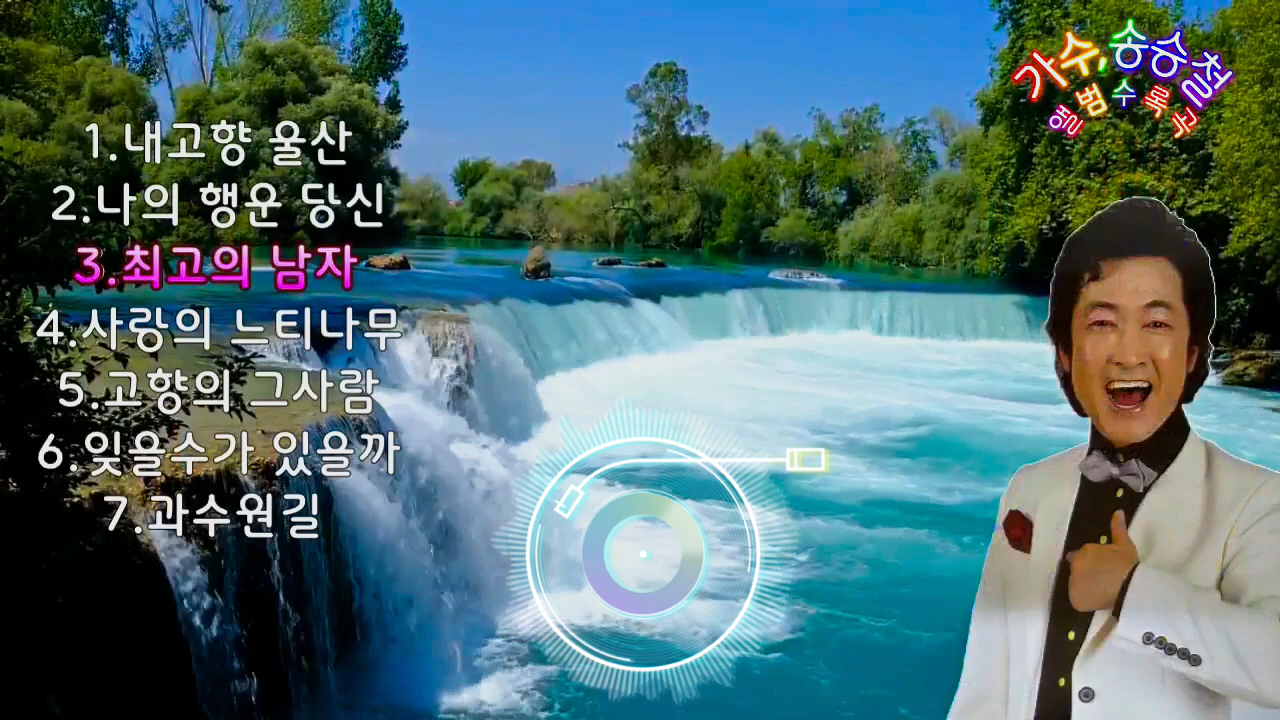 가수,송승철
앨범수록곡
1.내고향 울산
2.나의 행운 당신
3.최고의 남자
4.사랑의 느티나무
5.고향의 그사람
6.잊을수가 있을까
7.과수원길